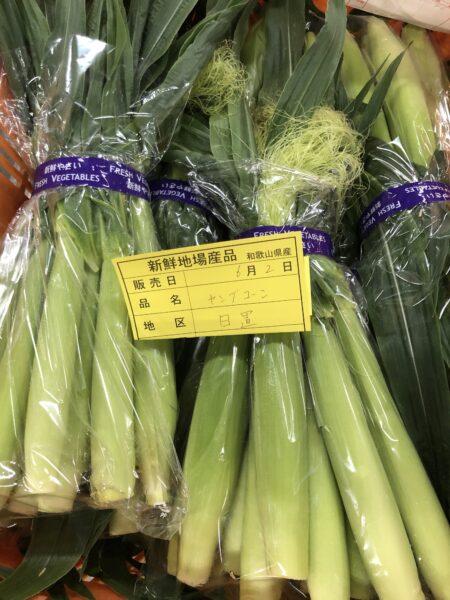 新鮮やさい FRESH VEGETABLES
FRESH VEGETABLES
新鮮地場産品 和歌山県産
販売日 6月2日
品名 ヤングコーン
地区 日置